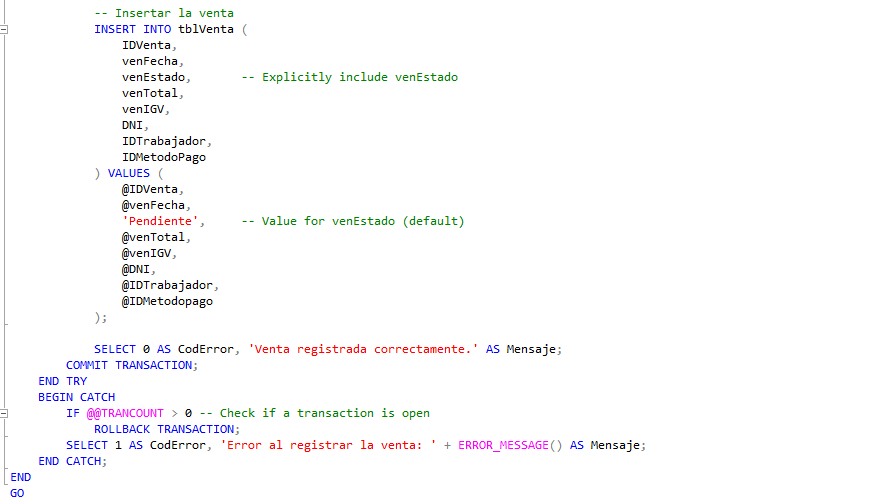 -- Insertar la venta
INSERT INTO tblVenta (
IDVenta,
venFecha,
venEstado, -- Explicitly include venEstado
venTotal,
venIGV,
DNI,
IDTrabajador,
IDMetodoPago
) VALUES (
@IDVenta,
@venFecha,
'Pendiente', -- Value for venEstado (default)
@venTotal,
@venIGV,
@DNI,
@IDTrabajador,
@IDMetodopago
);
SELECT 0 AS CodError, 'Venta registrada correctamente.' AS Mensaje;
COMMIT TRANSACTION;
END TRY
BEGIN CATCH
IF @@TRANCOUNT > 0 -- Check if a transaction is open
ROLLBACK TRANSACTION;
SELECT 1 AS CodError, 'Error al registrar la venta: ' + ERROR_MESSAGE() AS Mensaje;
END CATCH;
END
GO